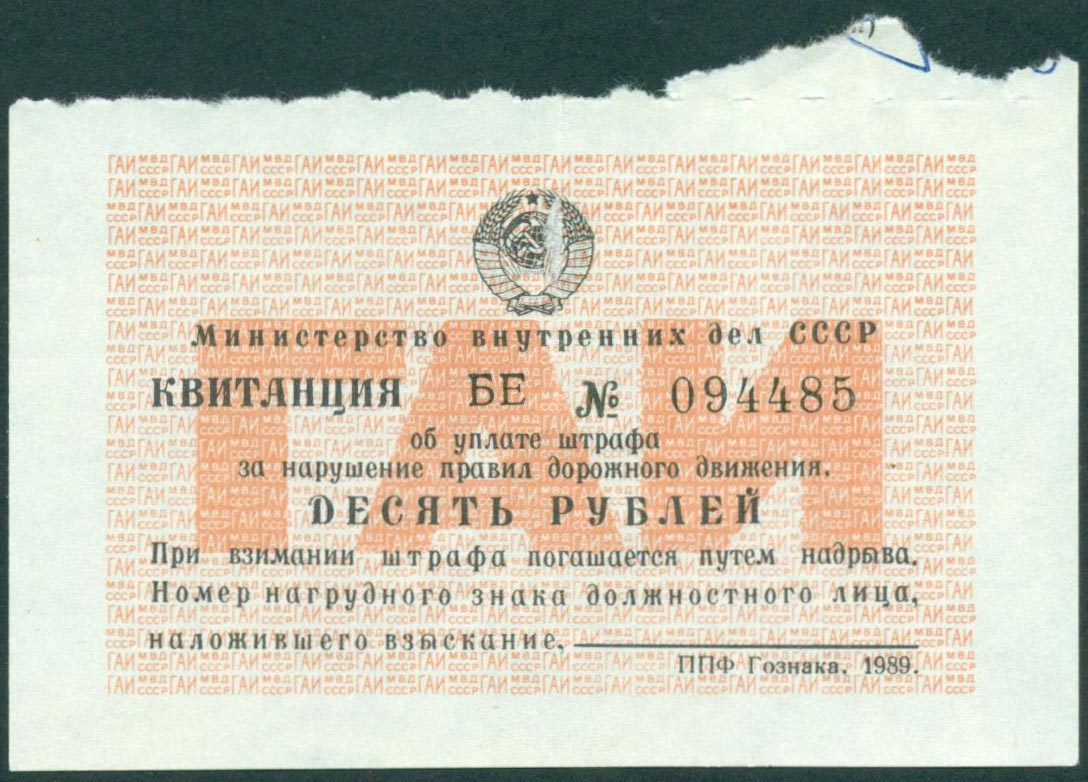 Министерство внутренних дел СССР
КВИТАНЦИЯ БЕ № 094485
об уплате штрафа
за нарушение правил дорожного движения.
ДЕСЯТЬ РУБЛЕЙ
При взимании штрафа погашается путем надрыва.
Номер нагрудного знака должностного лица,
наложившего взыскание,
ППФ Гознака, 1989.
ГАИ